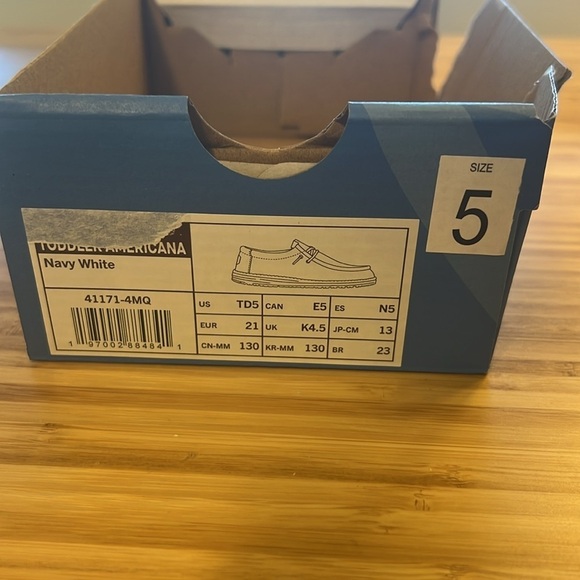 SIZE
5
TODDLER AMERICANA
Navy White
41171-4MQ
1 97002 88484 1
US TD5 CAN E5 ES N5
EUR 21 UK K4.5 JP-CM 13
CN-MM 130 KR-MM 130 BR 23